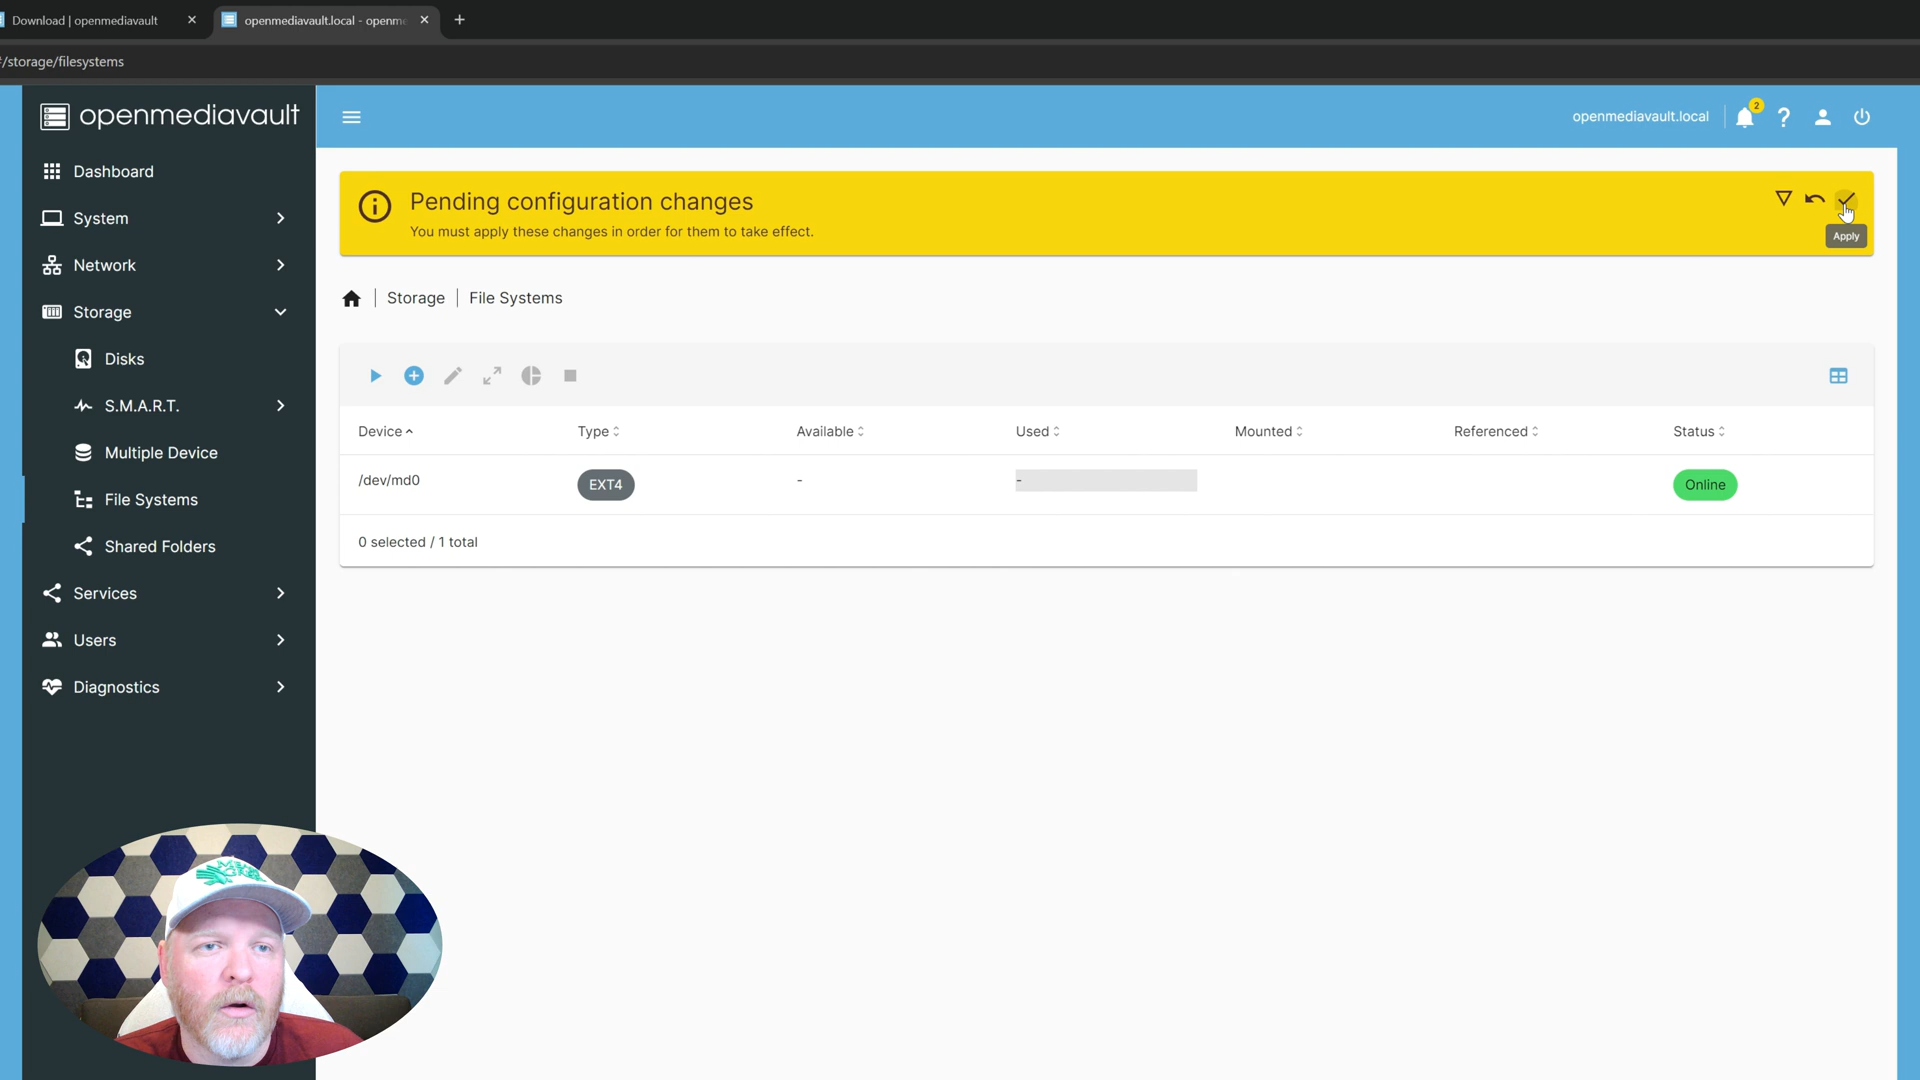 Download | openmediavault
openmediavault.local - openme
/storage/filesystems
openmediavault
openmediavault.local
2
?
Dashboard
System
Network
Storage
Disks
S.M.A.R.T.
Multiple Device
File Systems
Shared Folders
Services
Users
Diagnostics
Pending configuration changes
You must apply these changes in order for them to take effect.
Apply
Storage | File Systems
Device Type Available Used Mounted Referenced Status
/dev/md0 EXT4 - - Online
0 selected / 1 total